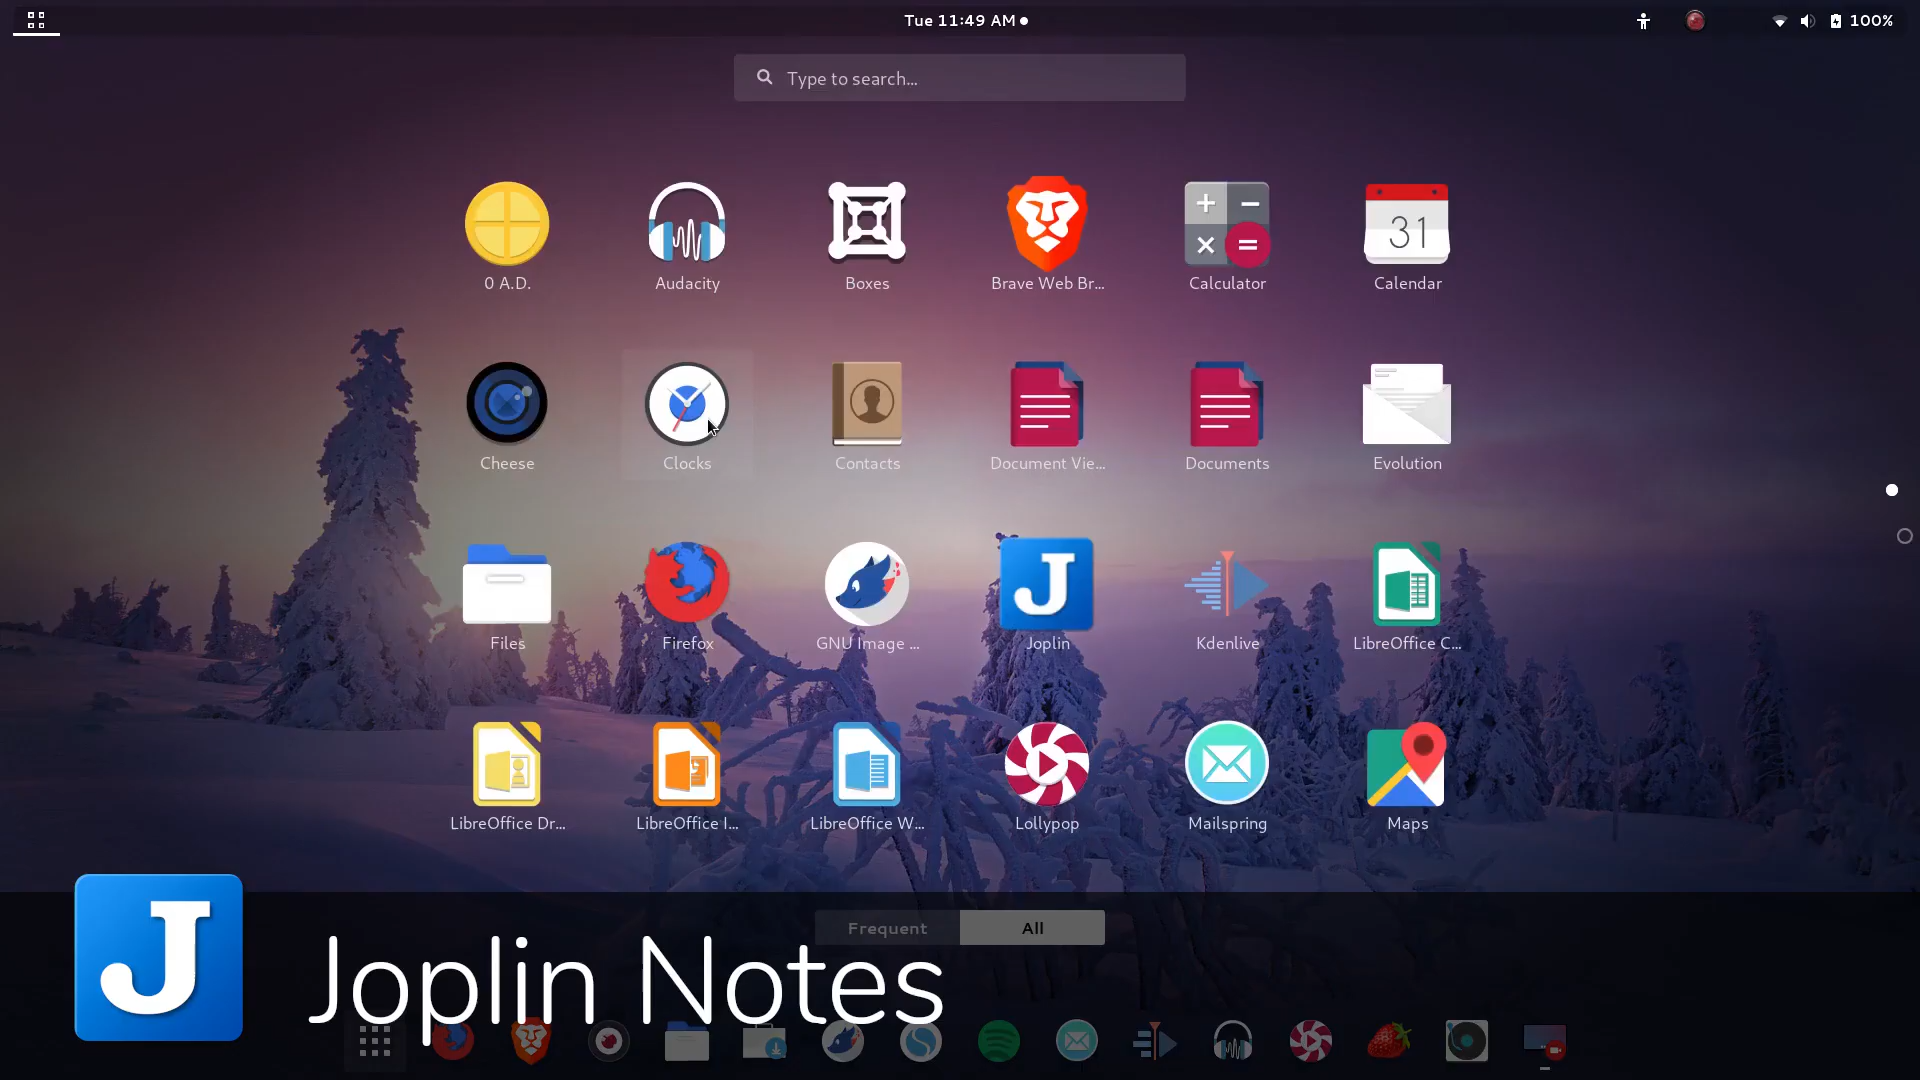 Tue 11:49 AM
100%
Type to search...
0 A.D.
Audacity
Boxes
Brave Web Br...
Calculator
31
Calendar
Cheese
Clocks
Contacts
Document Vie...
Documents
Evolution
Files
Firefox
GNU Image ...
J
Joplin
Kdenlive
LibreOffice C...
LibreOffice Dr...
LibreOffice I...
LibreOffice W...
Lollypop
Mailspring
Maps
Frequent
All
J
Joplin Notes